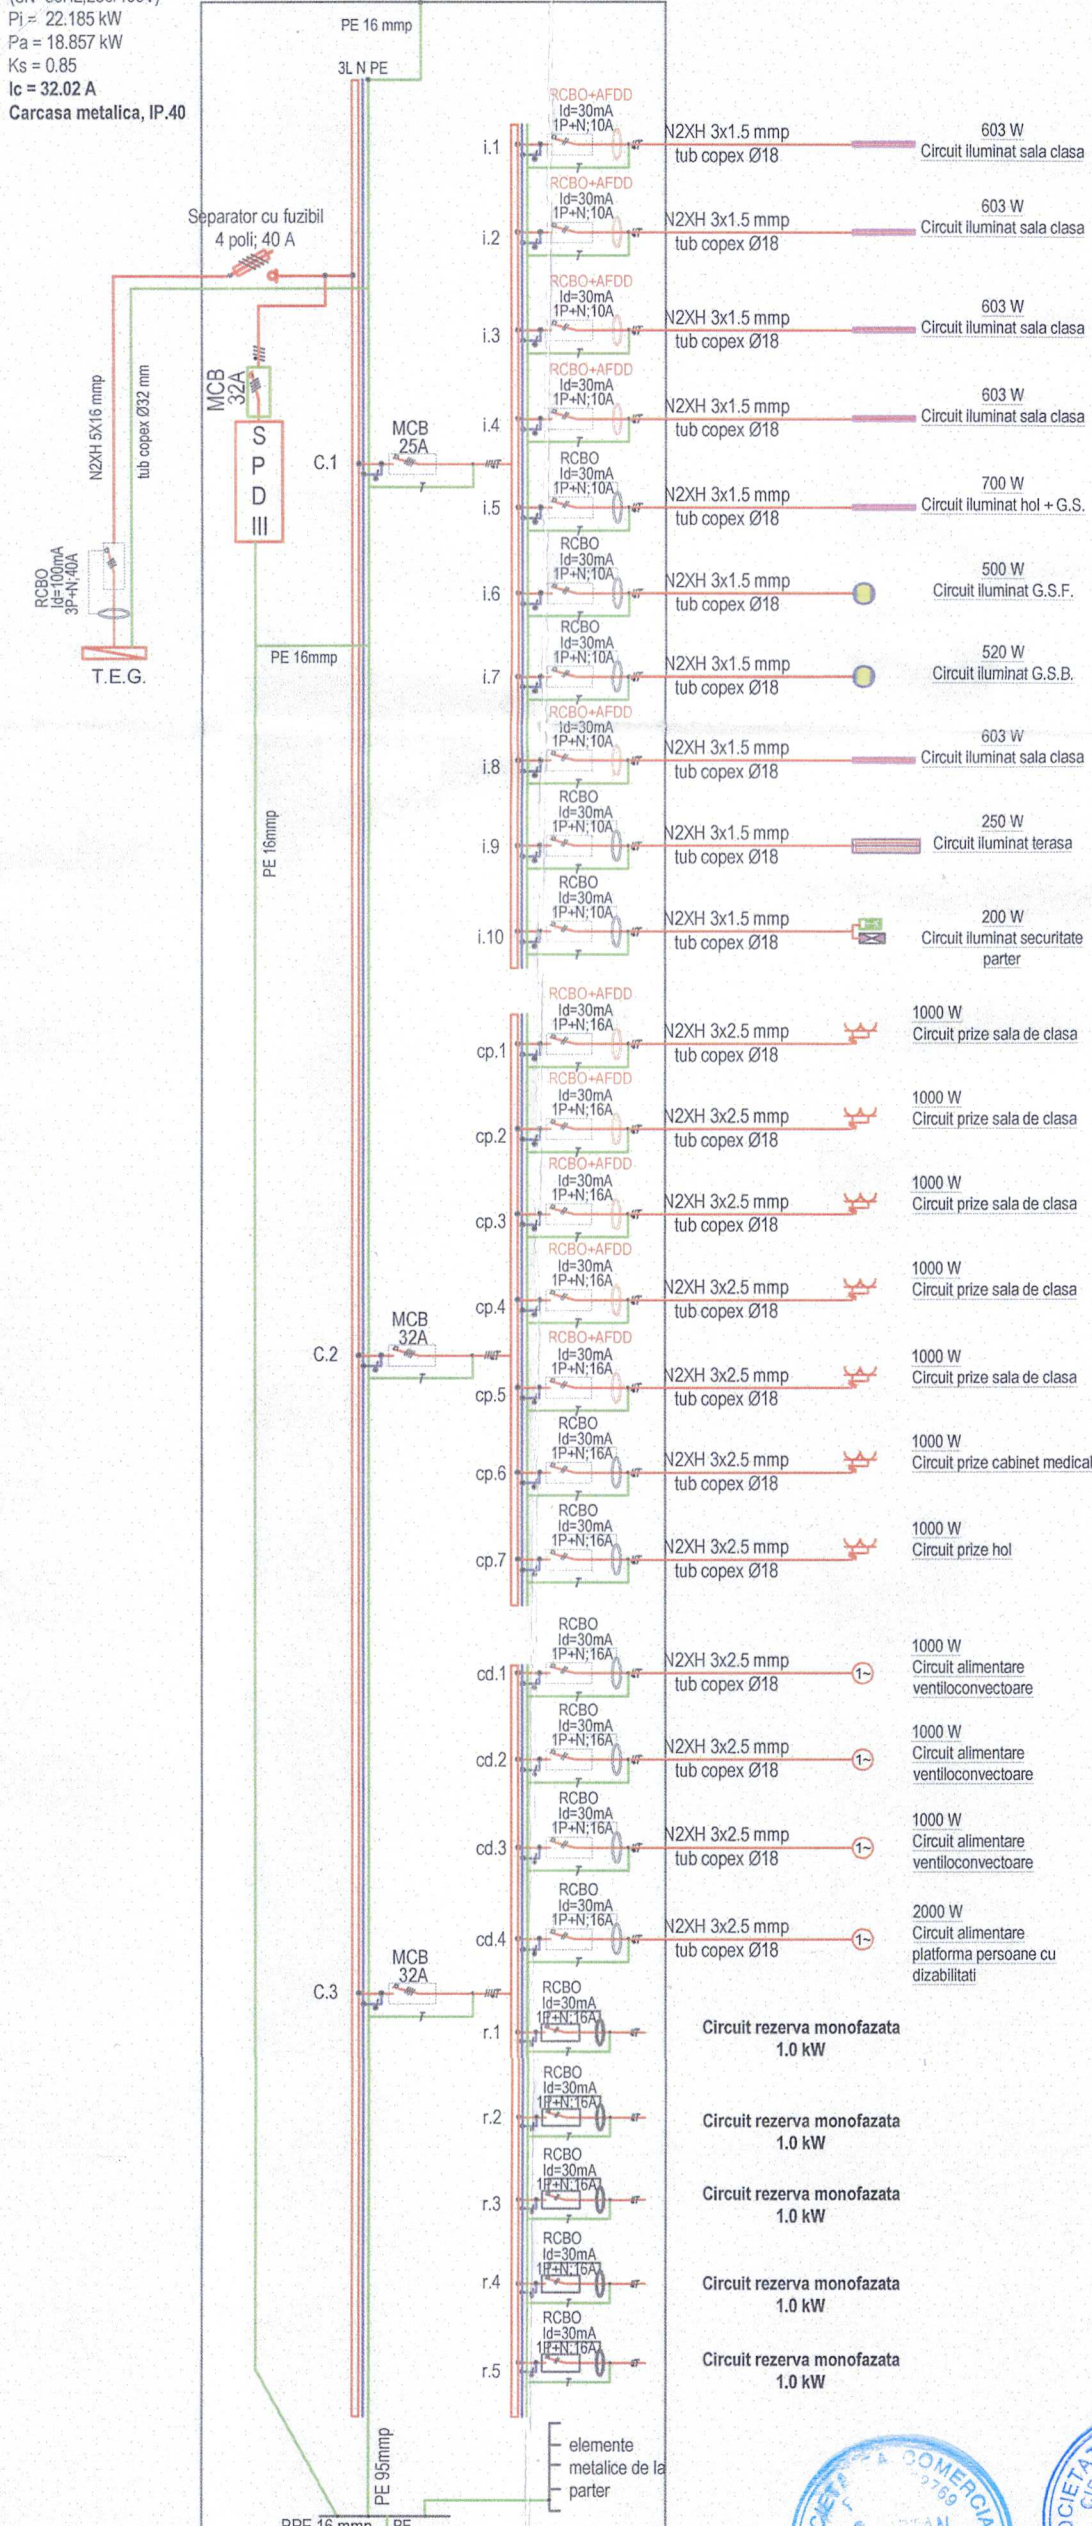 Pi = 22.185 kW
Pa = 18.857 kW
Ks = 0.85
Ic = 32.02 A
Carcasa metalica, IP.40
PE 16 mmp
3L N PE
Separator cu fuzibil
4 poli; 40 A
N2XH 5X16 mmp
tub copex Ø32 mm
MCB
32A
S
P
D
III
RCBO
Id=100mA
3P+N;40A
T.E.G.
PE 16mmp
PE 16mmp
C.1
MCB
25A
i.1
RCBO+AFDD
Id=30mA
1P+N;10A
N2XH 3x1.5 mmp
tub copex Ø18
603 W
Circuit iluminat sala clasa
i.2
RCBO+AFDD
Id=30mA
1P+N;10A
N2XH 3x1.5 mmp
tub copex Ø18
603 W
Circuit iluminat sala clasa
i.3
RCBO+AFDD
Id=30mA
1P+N;10A
N2XH 3x1.5 mmp
tub copex Ø18
603 W
Circuit iluminat sala clasa
i.4
RCBO+AFDD
Id=30mA
1P+N;10A
N2XH 3x1.5 mmp
tub copex Ø18
603 W
Circuit iluminat sala clasa
i.5
RCBO
Id=30mA
1P+N;10A
N2XH 3x1.5 mmp
tub copex Ø18
700 W
Circuit iluminat hol + G.S.
i.6
RCBO
Id=30mA
1P+N;10A
N2XH 3x1.5 mmp
tub copex Ø18
500 W
Circuit iluminat G.S.F.
i.7
RCBO
Id=30mA
1P+N;10A
N2XH 3x1.5 mmp
tub copex Ø18
520 W
Circuit iluminat G.S.B.
i.8
RCBO+AFDD
Id=30mA
1P+N;10A
N2XH 3x1.5 mmp
tub copex Ø18
603 W
Circuit iluminat sala clasa
i.9
RCBO
Id=30mA
1P+N;10A
N2XH 3x1.5 mmp
tub copex Ø18
250 W
Circuit iluminat terasa
i.10
RCBO
Id=30mA
1P+N;10A
N2XH 3x1.5 mmp
tub copex Ø18
200 W
Circuit iluminat securitate
parter
C.2
MCB
32A
cp.1
RCBO+AFDD
Id=30mA
1P+N;16A
N2XH 3x2.5 mmp
tub copex Ø18
1000 W
Circuit prize sala de clasa
cp.2
RCBO+AFDD
Id=30mA
1P+N;16A
N2XH 3x2.5 mmp
tub copex Ø18
1000 W
Circuit prize sala de clasa
cp.3
RCBO+AFDD
Id=30mA
1P+N;16A
N2XH 3x2.5 mmp
tub copex Ø18
1000 W
Circuit prize sala de clasa
cp.4
RCBO+AFDD
Id=30mA
1P+N;16A
N2XH 3x2.5 mmp
tub copex Ø18
1000 W
Circuit prize sala de clasa
cp.5
RCBO+AFDD
Id=30mA
1P+N;16A
N2XH 3x2.5 mmp
tub copex Ø18
1000 W
Circuit prize sala de clasa
cp.6
RCBO
Id=30mA
1P+N;16A
N2XH 3x2.5 mmp
tub copex Ø18
1000 W
Circuit prize cabinet medical
cp.7
RCBO
Id=30mA
1P+N;16A
N2XH 3x2.5 mmp
tub copex Ø18
1000 W
Circuit prize hol
C.3
MCB
32A
cd.1
RCBO
Id=30mA
1P+N;16A
N2XH 3x2.5 mmp
tub copex Ø18
1~
1000 W
Circuit alimentare
ventiloconvectoare
cd.2
RCBO
Id=30mA
1P+N;16A
N2XH 3x2.5 mmp
tub copex Ø18
1~
1000 W
Circuit alimentare
ventiloconvectoare
cd.3
RCBO
Id=30mA
1P+N;16A
N2XH 3x2.5 mmp
tub copex Ø18
1~
1000 W
Circuit alimentare
ventiloconvectoare
cd.4
RCBO
Id=30mA
1P+N;16A
N2XH 3x2.5 mmp
tub copex Ø18
1~
2000 W
Circuit alimentare
platforma persoane cu
dizabilitati
r.1
RCBO
Id=30mA
1P+N;16A
Circuit rezerva monofazata
1.0 kW
r.2
RCBO
Id=30mA
1P+N;16A
Circuit rezerva monofazata
1.0 kW
r.3
RCBO
Id=30mA
1P+N;16A
Circuit rezerva monofazata
1.0 kW
r.4
RCBO
Id=30mA
1P+N;16A
Circuit rezerva monofazata
1.0 kW
r.5
RCBO
Id=30mA
1P+N;16A
Circuit rezerva monofazata
1.0 kW
PE 95mmp
elemente
metalice de la
parter